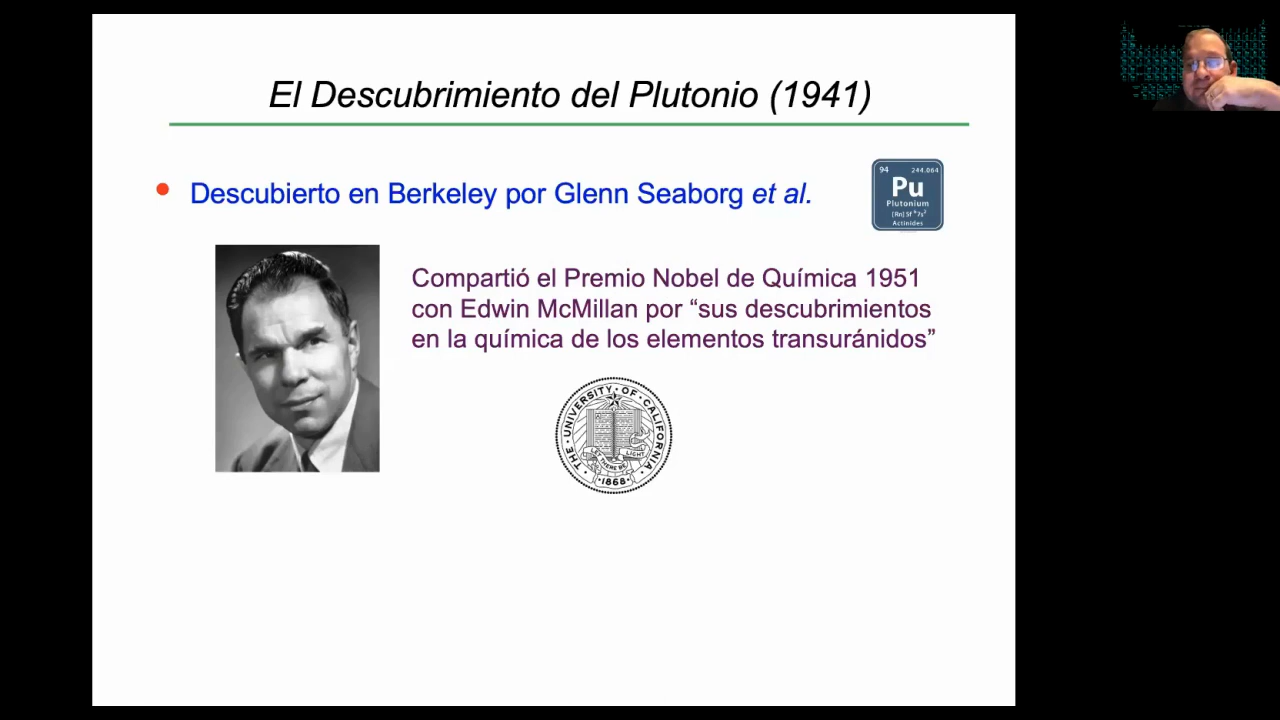 El Descubrimiento del Plutonio (1941)
• Descubierto en Berkeley por Glenn Seaborg et al.
94 244.064
Pu
Plutonium
[Rn] 5f⁶7s²
Actinides
Compartió el Premio Nobel de Química 1951
con Edwin McMillan por “sus descubrimientos
en la química de los elementos transuránidos”
THE · UNIVERSITY · OF · CALIFORNIA
LET THERE BE LIGHT
· 1868 ·